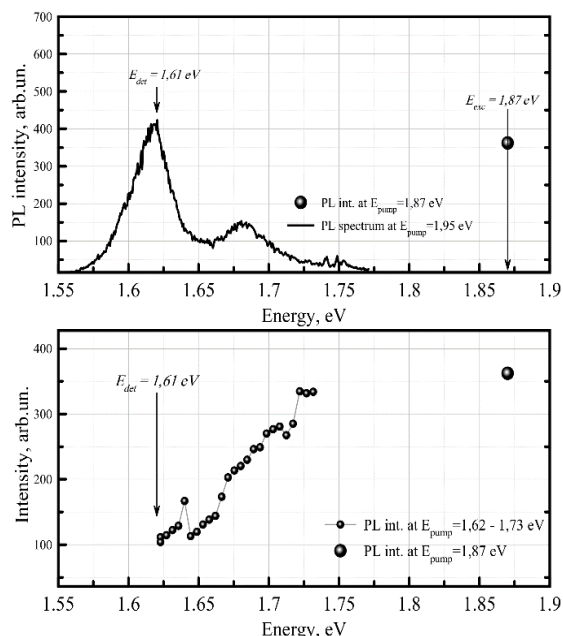 700
600
500
400
300
200
100
PL intensity, arb.un.
E_det = 1,61 eV
E_exc = 1,87 eV
PL int. at E_pump=1,87 eV
PL spectrum at E_pump=1,95 eV
1.55 1.6 1.65 1.7 1.75 1.8 1.85 1.9
Energy, eV
400
300
200
100
Intensity, arb.un.
E_det = 1,61 eV
PL int. at E_pump=1,62 - 1,73 eV
PL int. at E_pump=1,87 eV
1.55 1.6 1.65 1.7 1.75 1.8 1.85 1.9
Energy, eV